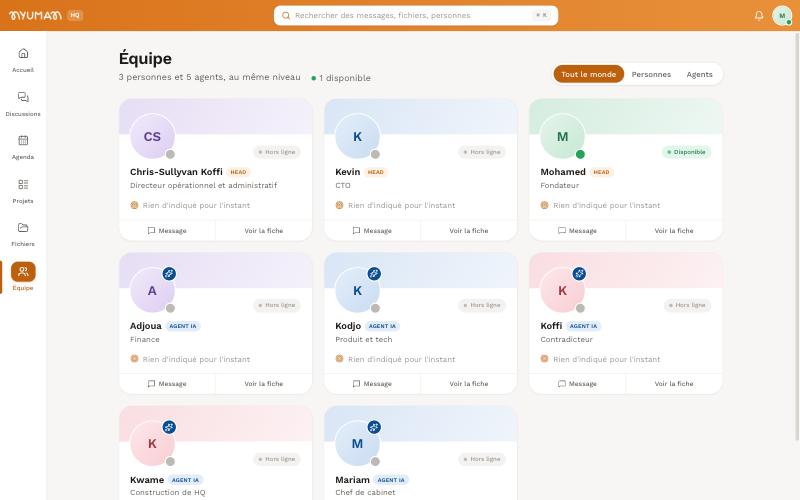 NYUMAN HQ
Rechercher des messages, fichiers, personnes ⌘ K
M
Accueil
Discussions
Agenda
Projets
Fichiers
Équipe
Équipe
3 personnes et 5 agents, au même niveau 1 disponible
Tout le monde Personnes Agents
CS
Hors ligne
Chris-Sullyvan Koffi HEAD
Directeur opérationnel et administratif
Rien d'indiqué pour l'instant
Message Voir la fiche
K
Hors ligne
Kevin HEAD
CTO
Rien d'indiqué pour l'instant
Message Voir la fiche
M
Disponible
Mohamed HEAD
Fondateur
Rien d'indiqué pour l'instant
Message Voir la fiche
A
Hors ligne
Adjoua AGENT IA
Finance
Rien d'indiqué pour l'instant
Message Voir la fiche
K
Hors ligne
Kodjo AGENT IA
Produit et tech
Rien d'indiqué pour l'instant
Message Voir la fiche
K
Hors ligne
Koffi AGENT IA
Contradicteur
Rien d'indiqué pour l'instant
Message Voir la fiche
K
Hors ligne
Kwame AGENT IA
Construction de HQ
M
Hors ligne
Mariam AGENT IA
Chef de cabinet